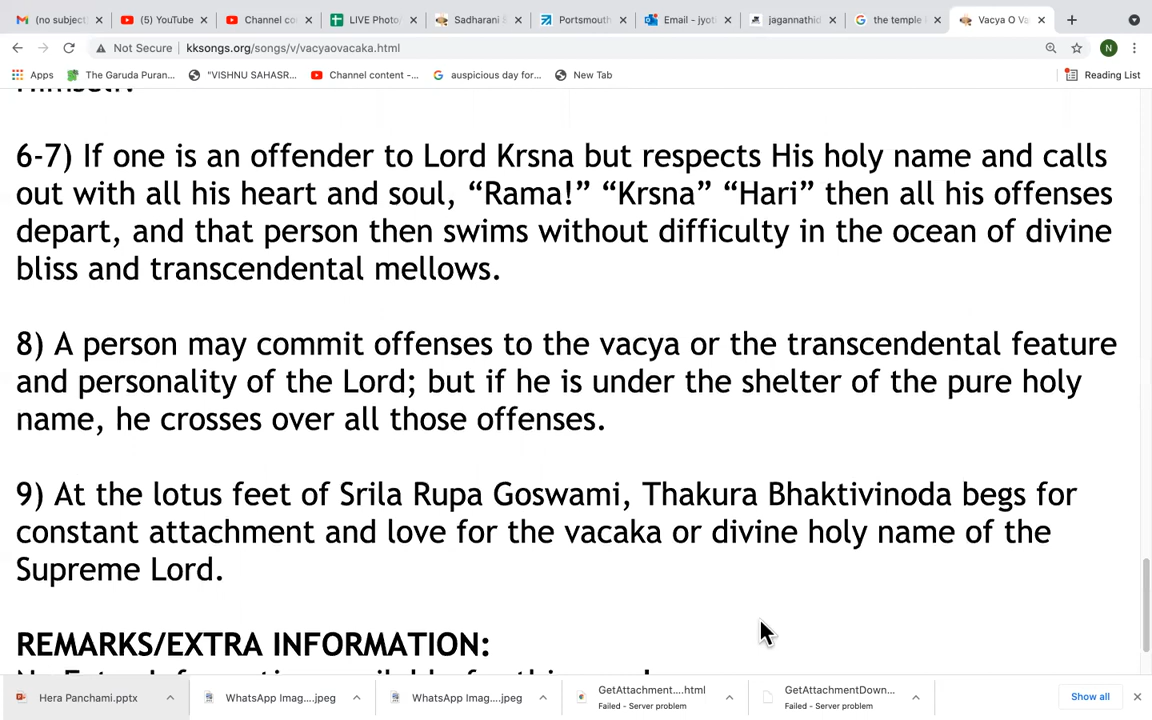 (no subject)
(5) YouTube
Channel co
LIVE Photo/
Sadharani
Portsmouth
Email - jyot
jagannathid
the temple
Vacya O Va
Not Secure | kksongs.org/songs/v/vacyaovacaka.html
N
Apps
The Garuda Puran...
"VISHNU SAHASR...
Channel content -...
auspicious day for...
New Tab
Reading List
6-7) If one is an offender to Lord Krsna but respects His holy name and calls
out with all his heart and soul, “Rama!” “Krsna” “Hari” then all his offenses
depart, and that person then swims without difficulty in the ocean of divine
bliss and transcendental mellows.
8) A person may commit offenses to the vacya or the transcendental feature
and personality of the Lord; but if he is under the shelter of the pure holy
name, he crosses over all those offenses.
9) At the lotus feet of Srila Rupa Goswami, Thakura Bhaktivinoda begs for
constant attachment and love for the vacaka or divine holy name of the
Supreme Lord.
REMARKS/EXTRA INFORMATION:
Hera Panchami.pptx
WhatsApp Imag....jpeg
WhatsApp Imag....jpeg
GetAttachment....html
Failed - Server problem
GetAttachmentDown...
Failed - Server problem
Show all